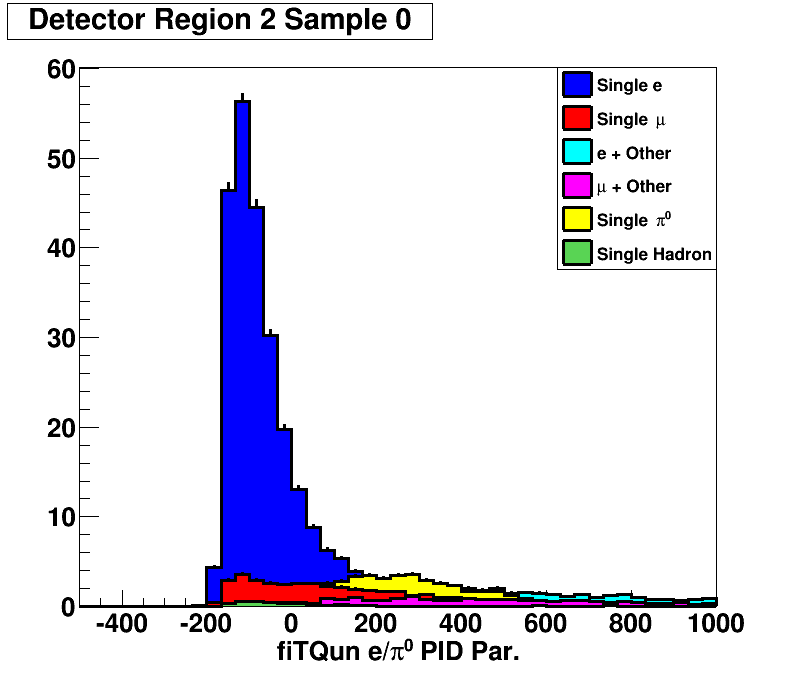 Detector Region 2 Sample 0
60
50
40
30
20
10
0
Single e
Single μ
e + Other
μ + Other
Single π⁰
Single Hadron
-400 -200 0 200 400 600 800 1000
fiTQun e/π⁰ PID Par.